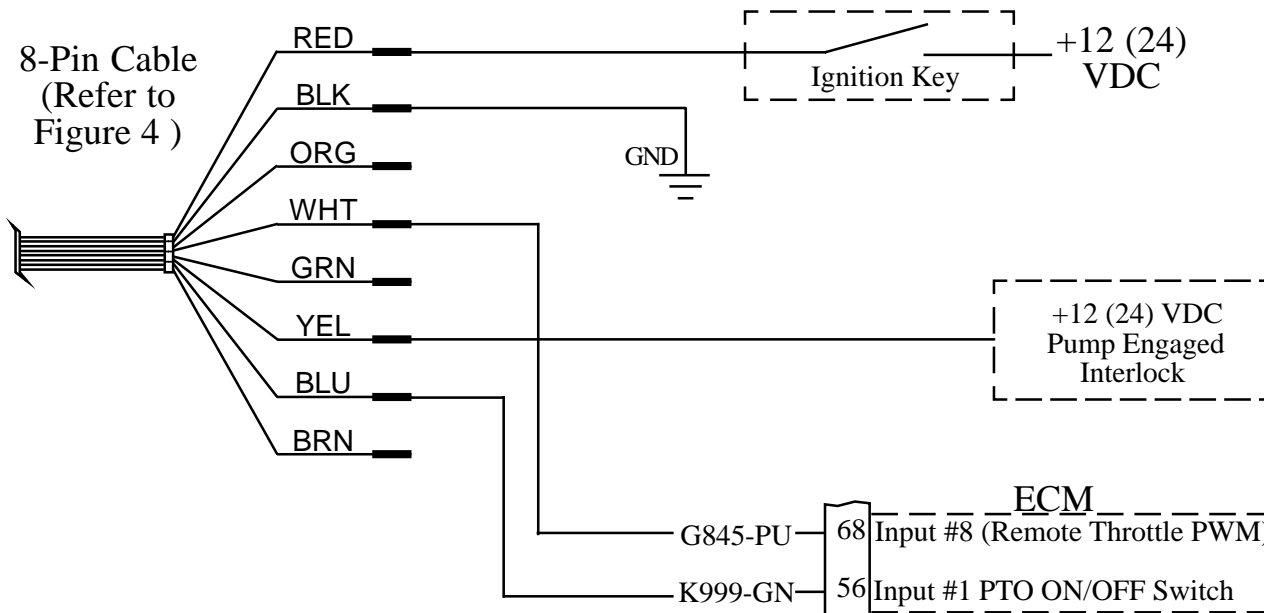 8-Pin Cable
(Refer to
Figure 4 )
RED
BLK
ORG
WHT
GRN
YEL
BLU
BRN
Ignition Key
+12 (24)
VDC
GND
+12 (24) VDC
Pump Engaged
Interlock
ECM
G845-PU
68
Input #8 (Remote Throttle PWM)
K999-GN
56
Input #1 PTO ON/OFF Switch